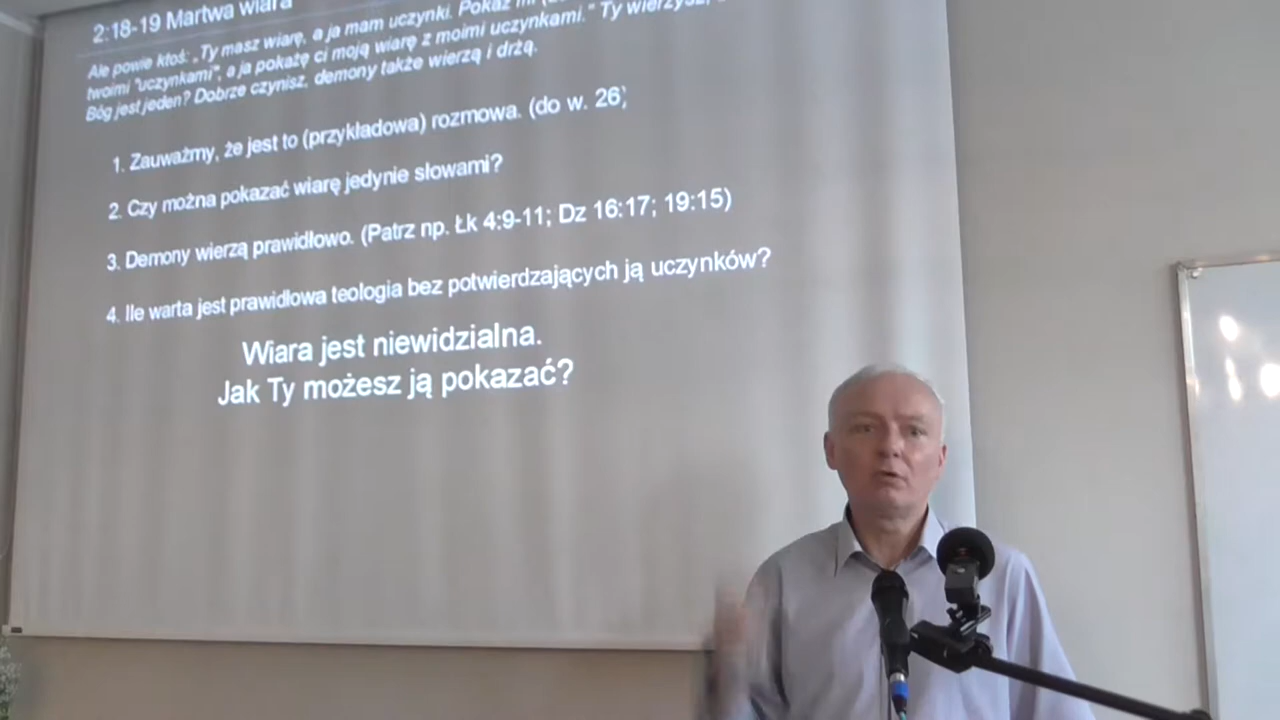 2:18-19 Martwa wiara
Ale powie ktoś: „Ty masz wiarę, a ja mam uczynki. Pokaż mi
twoimi "uczynkami", a ja pokażę ci moją wiarę z moimi uczynkami." Ty wierzysz,
Bóg jest jeden? Dobrze czynisz, demony także wierzą i drżą.
1. Zauważmy, że jest to (przykładowa) rozmowa. (do w. 26;
2. Czy można pokazać wiarę jedynie słowami?
3. Demony wierzą prawidłowo. (Patrz np. Łk 4:9-11; Dz 16:17; 19:15)
4. Ile warta jest prawidłowa teologia bez potwierdzających ją uczynków?
Wiara jest niewidzialna.
Jak Ty możesz ją pokazać?